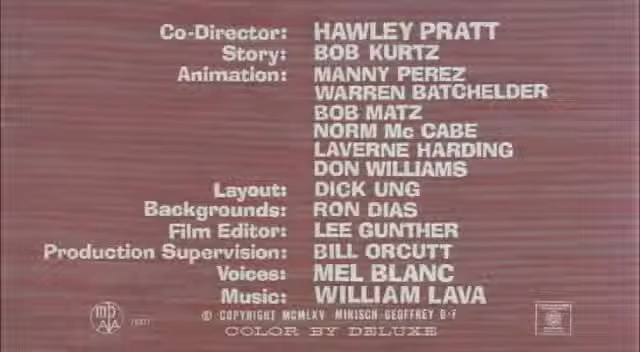 Co-Director: HAWLEY PRATT
Story: BOB KURTZ
Animation: MANNY PEREZ
WARREN BATCHELDER
BOB MATZ
NORM Mc CABE
LAVERNE HARDING
DON WILLIAMS
Layout: DICK UNG
Backgrounds: RON DIAS
Film Editor: LEE GUNTHER
Production Supervision: BILL ORCUTT
Voices: MEL BLANC
Music: WILLIAM LAVA
© COPYRIGHT MCMLXV MIRISCH-GEOFFREY D-F
COLOR BY DELUXE